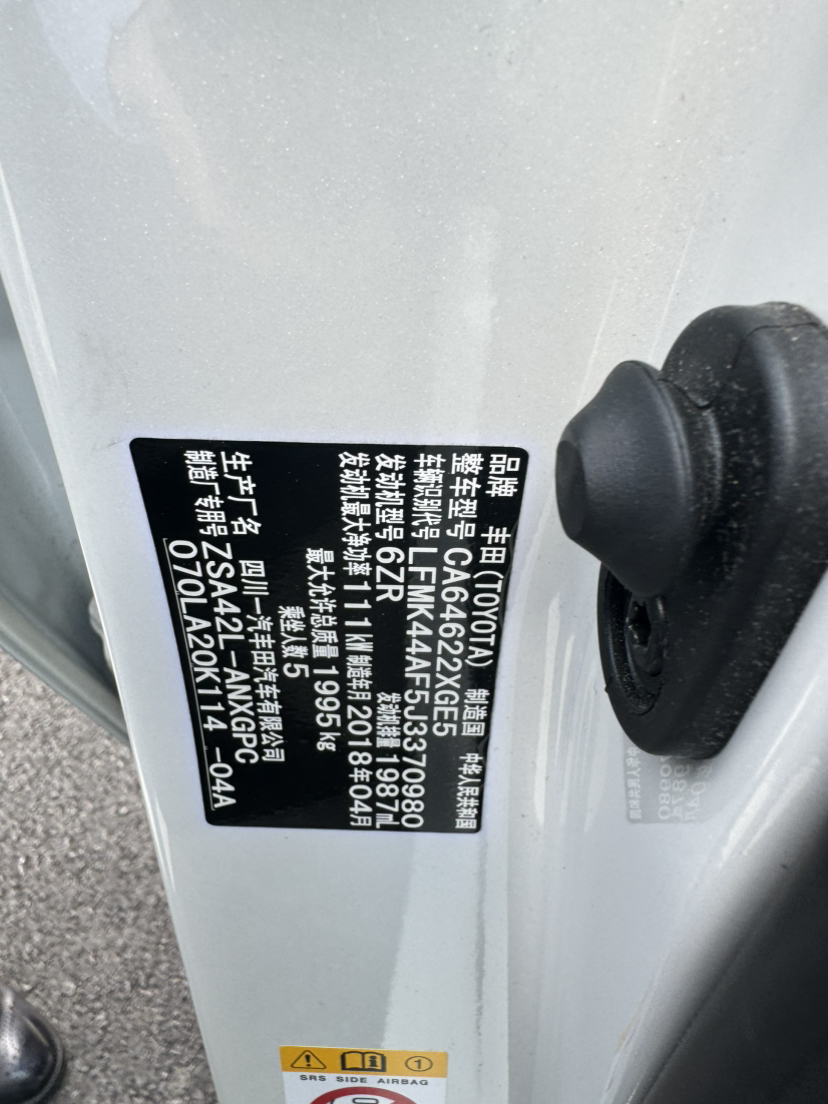 品牌 丰田(TOYOTA) 制造国 中华人民共和国
整车型号 CA64622XGE5
车辆识别代号 LFMK44AF5J3370980
发动机型号 6ZR 发动机排量 1987mL
发动机最大净功率 111kW 制造年月 2018年04月
最大允许总质量 1995kg
乘坐人数 5
生产厂名 四川一汽丰田汽车有限公司
制造厂专用号 ZSA42L-ANXGPC
070LA20K114 -04A
1
SRS SIDE AIRBAG